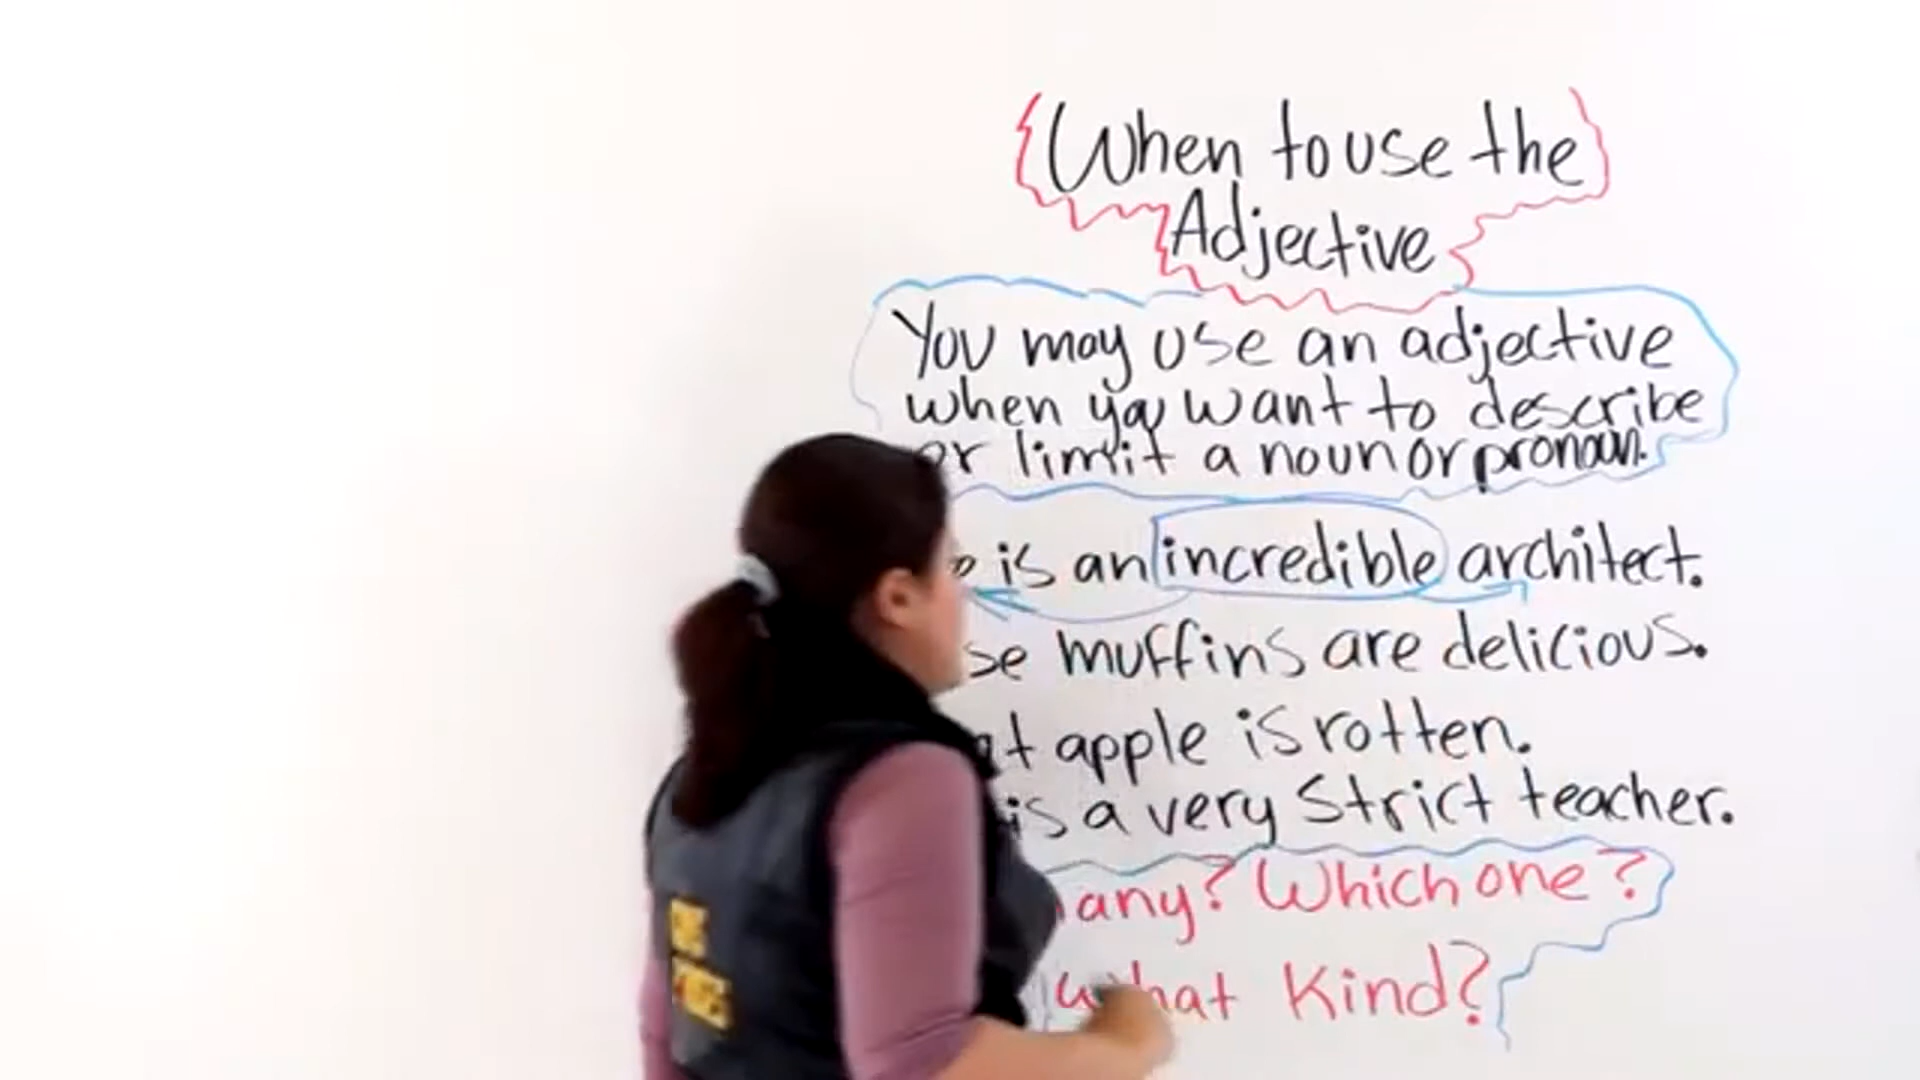 When to use the
Adjective
You may use an adjective
when you want to describe
or limit a noun or pronoun.
is an incredible architect.
muffins are delicious.
apple is rotten.
is a very strict teacher.
Which one?
What Kind?